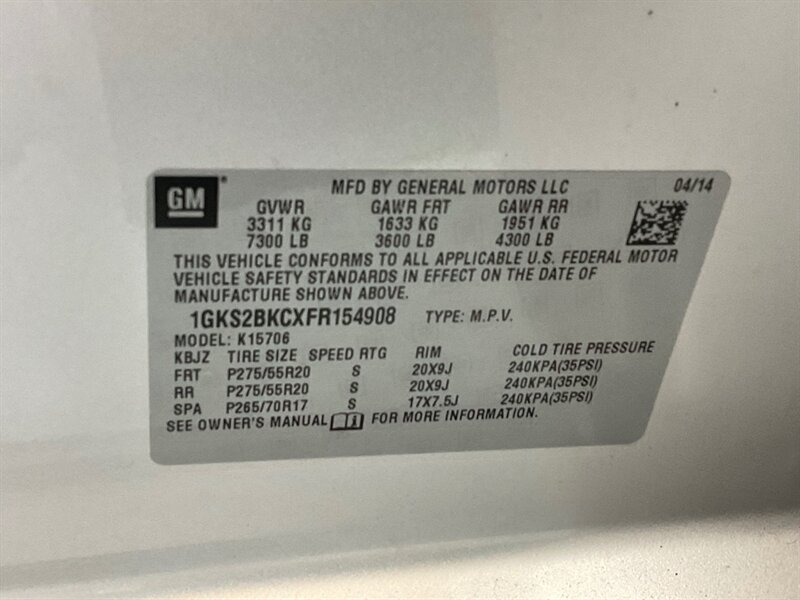 GM
MFD BY GENERAL MOTORS LLC 04/14
GVWR GAWR FRT GAWR RR
3311 KG 1633 KG 1951 KG
7300 LB 3600 LB 4300 LB
THIS VEHICLE CONFORMS TO ALL APPLICABLE U.S. FEDERAL MOTOR
VEHICLE SAFETY STANDARDS IN EFFECT ON THE DATE OF
MANUFACTURE SHOWN ABOVE.
1GKS2BKCXFR154908 TYPE: M.P.V.
MODEL: K15706
KBJZ TIRE SIZE SPEED RTG RIM COLD TIRE PRESSURE
FRT P275/55R20 S 20X9J 240KPA(35PSI)
RR P275/55R20 S 20X9J 240KPA(35PSI)
SPA P265/70R17 S 17X7.5J 240KPA(35PSI)
SEE OWNER'S MANUAL FOR MORE INFORMATION.